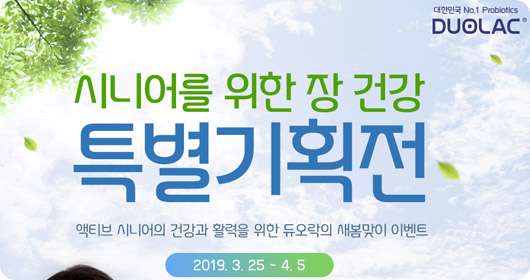 대한민국 No.1 Probiotics
DUOLAC®
시니어를 위한 장 건강
특별기획전
액티브 시니어의 건강과 활력을 위한 듀오락의 새봄맞이 이벤트
2019. 3. 25 ~ 4. 5